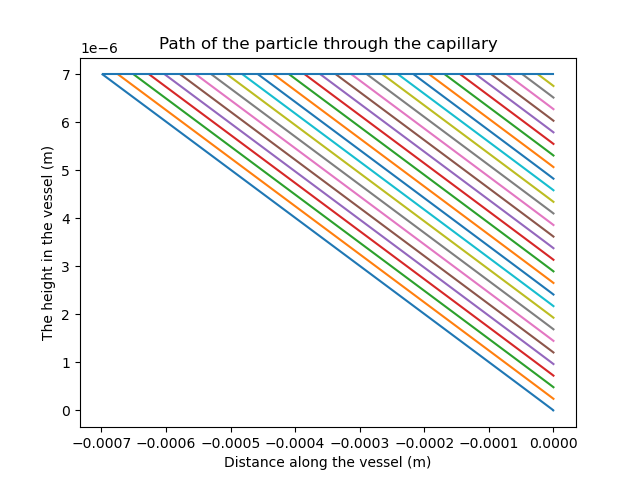 Path of the particle through the capillary
1e−6
7
6
5
4
3
2
1
0
The height in the vessel (m)
−0.0007 −0.0006 −0.0005 −0.0004 −0.0003 −0.0002 −0.0001 0.0000
Distance along the vessel (m)